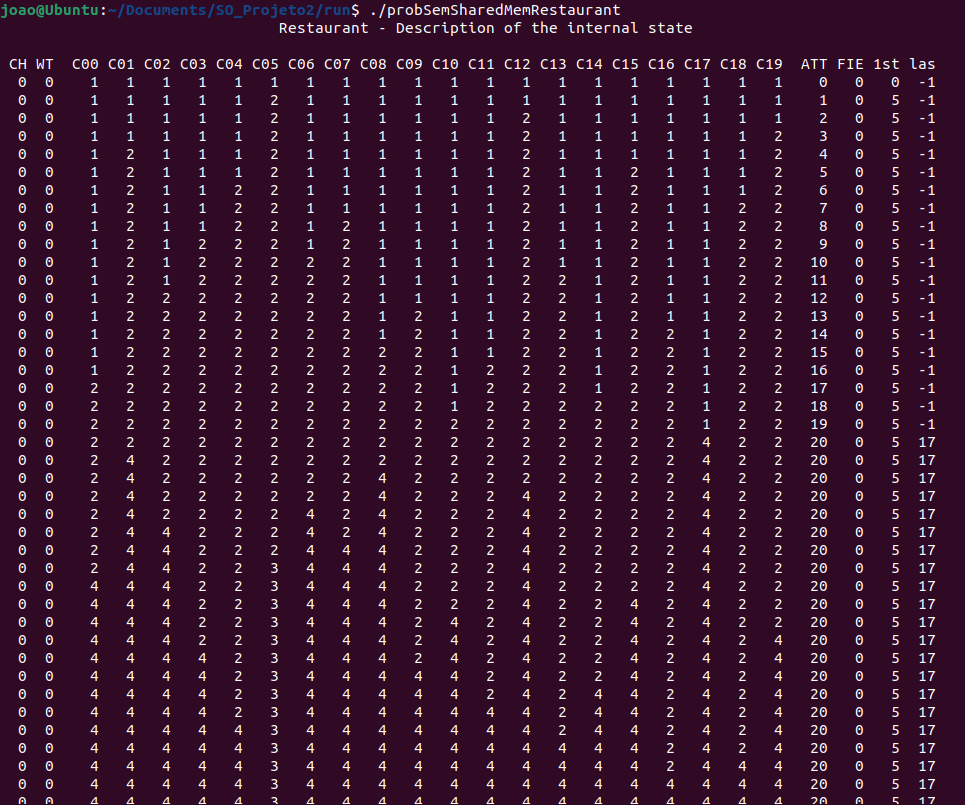 joao@Ubuntu:~/Documents/SO_Projeto2/run$ ./probSemSharedMemRestaurant
Restaurant - Description of the internal state
CH WT C00 C01 C02 C03 C04 C05 C06 C07 C08 C09 C10 C11 C12 C13 C14 C15 C16 C17 C18 C19 ATT FIE 1st las
0 0 1 1 1 1 1 1 1 1 1 1 1 1 1 1 1 1 1 1 1 1 0 0 0 -1
0 0 1 1 1 1 1 2 1 1 1 1 1 1 1 1 1 1 1 1 1 1 1 0 5 -1
0 0 1 1 1 1 1 2 1 1 1 1 1 1 2 1 1 1 1 1 1 1 2 0 5 -1
0 0 1 1 1 1 1 2 1 1 1 1 1 1 2 1 1 1 1 1 1 2 3 0 5 -1
0 0 1 2 1 1 1 2 1 1 1 1 1 1 2 1 1 1 1 1 1 2 4 0 5 -1
0 0 1 2 1 1 1 2 1 1 1 1 1 1 2 1 1 2 1 1 1 2 5 0 5 -1
0 0 1 2 1 1 2 2 1 1 1 1 1 1 2 1 1 2 1 1 1 2 6 0 5 -1
0 0 1 2 1 1 2 2 1 1 1 1 1 1 2 1 1 2 1 1 2 2 7 0 5 -1
0 0 1 2 1 1 2 2 1 2 1 1 1 1 2 1 1 2 1 1 2 2 8 0 5 -1
0 0 1 2 1 2 2 2 1 2 1 1 1 1 2 1 1 2 1 1 2 2 9 0 5 -1
0 0 1 2 1 2 2 2 2 2 1 1 1 1 2 1 1 2 1 1 2 2 10 0 5 -1
0 0 1 2 1 2 2 2 2 2 1 1 1 1 2 2 1 2 1 1 2 2 11 0 5 -1
0 0 1 2 2 2 2 2 2 2 1 1 1 1 2 2 1 2 1 1 2 2 12 0 5 -1
0 0 1 2 2 2 2 2 2 2 1 2 1 1 2 2 1 2 1 1 2 2 13 0 5 -1
0 0 1 2 2 2 2 2 2 2 1 2 1 1 2 2 1 2 2 1 2 2 14 0 5 -1
0 0 1 2 2 2 2 2 2 2 2 2 1 1 2 2 1 2 2 1 2 2 15 0 5 -1
0 0 1 2 2 2 2 2 2 2 2 2 1 2 2 2 1 2 2 1 2 2 16 0 5 -1
0 0 2 2 2 2 2 2 2 2 2 2 1 2 2 2 1 2 2 1 2 2 17 0 5 -1
0 0 2 2 2 2 2 2 2 2 2 2 1 2 2 2 2 2 2 1 2 2 18 0 5 -1
0 0 2 2 2 2 2 2 2 2 2 2 2 2 2 2 2 2 2 1 2 2 19 0 5 -1
0 0 2 2 2 2 2 2 2 2 2 2 2 2 2 2 2 2 2 4 2 2 20 0 5 17
0 0 2 4 2 2 2 2 2 2 2 2 2 2 2 2 2 2 2 4 2 2 20 0 5 17
0 0 2 4 2 2 2 2 2 2 4 2 2 2 2 2 2 2 2 4 2 2 20 0 5 17
0 0 2 4 2 2 2 2 2 2 4 2 2 2 4 2 2 2 2 4 2 2 20 0 5 17
0 0 2 4 2 2 2 2 4 2 4 2 2 2 4 2 2 2 2 4 2 2 20 0 5 17
0 0 2 4 4 2 2 2 4 2 4 2 2 2 4 2 2 2 2 4 2 2 20 0 5 17
0 0 2 4 4 2 2 2 4 4 4 2 2 2 4 2 2 2 2 4 2 2 20 0 5 17
0 0 2 4 4 2 2 3 4 4 4 2 2 2 4 2 2 2 2 4 2 2 20 0 5 17
0 0 4 4 4 2 2 3 4 4 4 2 2 2 4 2 2 2 2 4 2 2 20 0 5 17
0 0 4 4 4 2 2 3 4 4 4 2 2 2 4 2 2 4 2 4 2 2 20 0 5 17
0 0 4 4 4 2 2 3 4 4 4 2 4 2 4 2 2 4 2 4 2 2 20 0 5 17
0 0 4 4 4 2 2 3 4 4 4 2 4 2 4 2 2 4 2 4 2 4 20 0 5 17
0 0 4 4 4 4 2 3 4 4 4 2 4 2 4 2 2 4 2 4 2 4 20 0 5 17
0 0 4 4 4 4 2 3 4 4 4 4 4 2 4 2 2 4 2 4 2 4 20 0 5 17
0 0 4 4 4 4 2 3 4 4 4 4 4 2 4 2 4 4 2 4 2 4 20 0 5 17
0 0 4 4 4 4 2 3 4 4 4 4 4 4 4 2 4 4 2 4 2 4 20 0 5 17
0 0 4 4 4 4 4 3 4 4 4 4 4 4 4 2 4 4 2 4 2 4 20 0 5 17
0 0 4 4 4 4 4 3 4 4 4 4 4 4 4 4 4 4 2 4 2 4 20 0 5 17
0 0 4 4 4 4 4 3 4 4 4 4 4 4 4 4 4 4 2 4 4 4 20 0 5 17
0 0 4 4 4 4 4 3 4 4 4 4 4 4 4 4 4 4 4 4 4 4 20 0 5 17
0 0 4 4 4 4 4 4 4 4 4 4 4 4 4 4 4 4 4 4 4 4 20 0 5 17